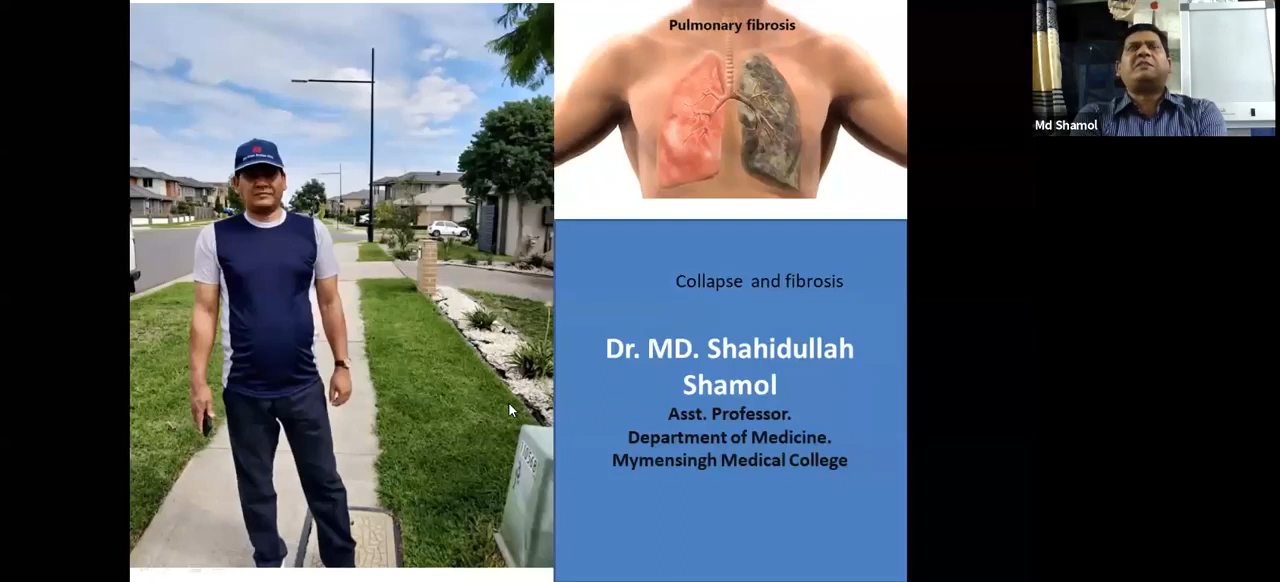 Pulmonary fibrosis
Md Shamol
Collapse and fibrosis
Dr. MD. Shahidullah
Shamol
Asst. Professor.
Department of Medicine.
Mymensingh Medical College